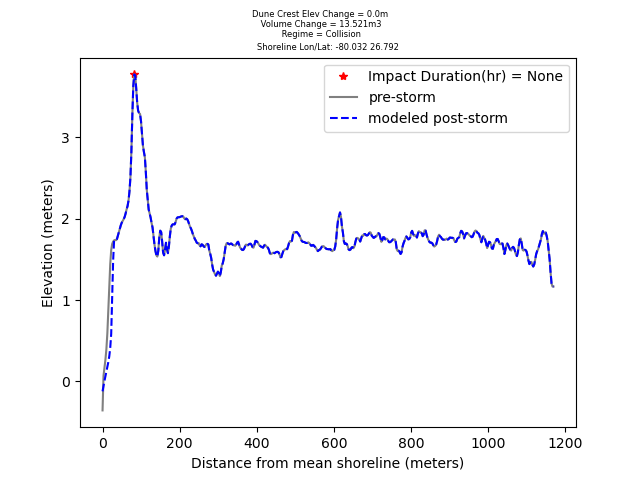 Dune Crest Elev Change = 0.0m
Volume Change = 13.521m3
Regime = Collision
Shoreline Lon/Lat: -80.032 26.792
Impact Duration(hr) = None
pre-storm
modeled post-storm
Elevation (meters)
3
2
1
0
0 200 400 600 800 1000 1200
Distance from mean shoreline (meters)